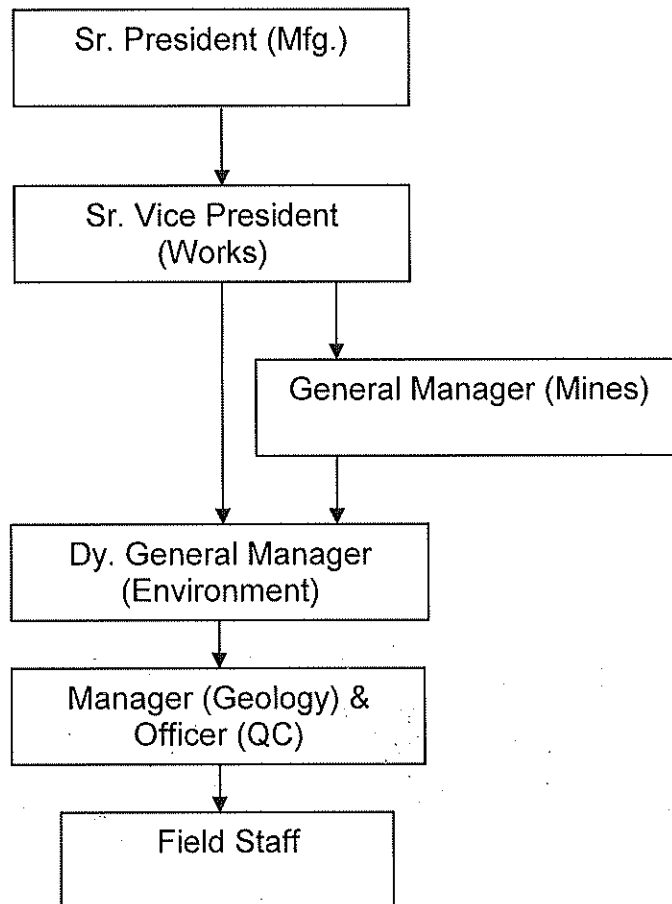 Sr. President (Mfg.)
Sr. Vice President
(Works)
General Manager (Mines)
Dy. General Manager
(Environment)
Manager (Geology) &
Officer (QC)
Field Staff